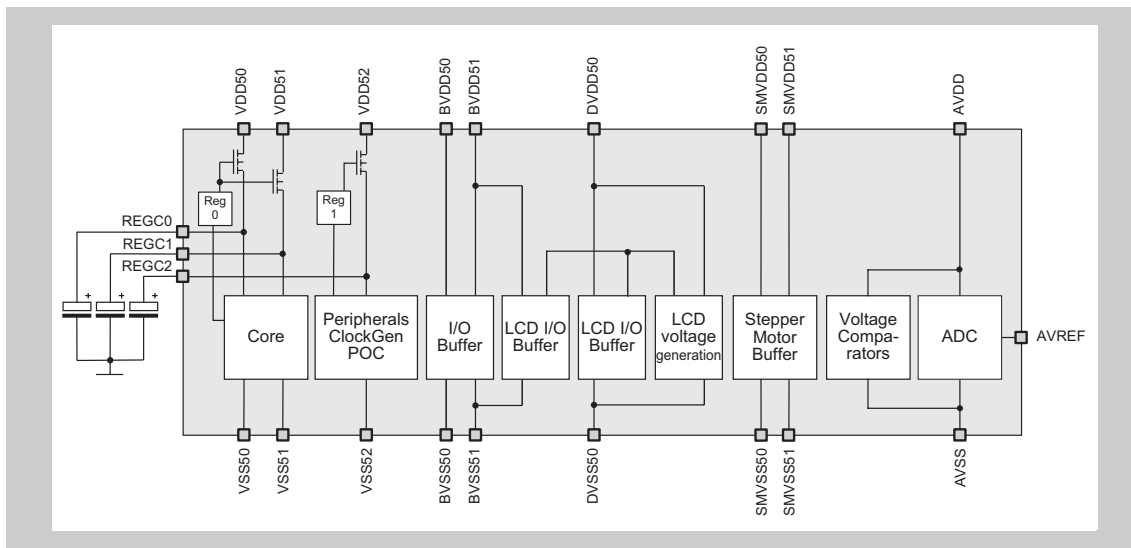 VDD50
VDD51
VDD52
BVDD50
BVDD51
DVDD50
SMVDD50
SMVDD51
AVDD
Reg
0
Reg
1
REGC0
REGC1
REGC2
+
+
+
Core
Peripherals
ClockGen
POC
I/O
Buffer
LCD I/O
Buffer
LCD I/O
Buffer
LCD
voltage
generation
Stepper
Motor
Buffer
Voltage
Compa-
rators
ADC
AVREF
VSS50
VSS51
VSS52
BVSS50
BVSS51
DVSS50
SMVSS50
SMVSS51
AVSS